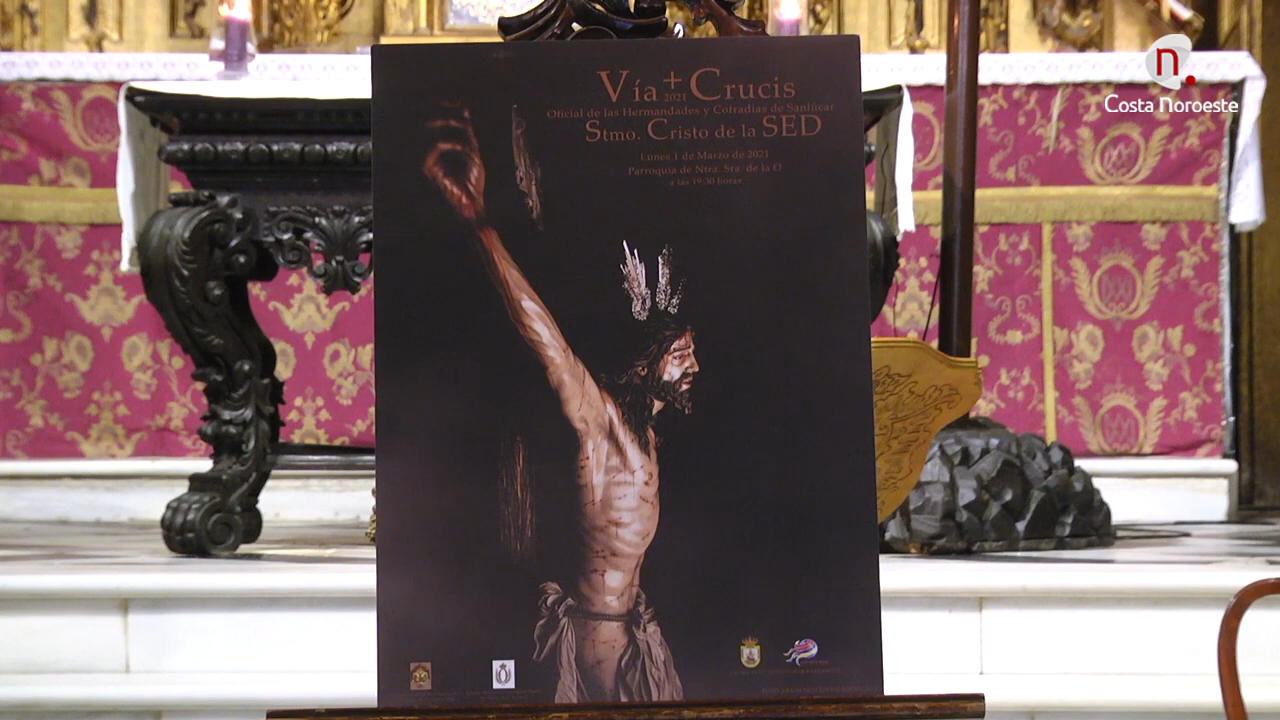 Vía + Crucis
2021
Oficial de las Hermandades y Cofradías de Sanlúcar
Stmo. Cristo de la SED
Lunes 1 de Marzo de 2021
Parroquia de Ntra. Sra. de la O
a las 19:30 horas
n.
Costa Noroeste